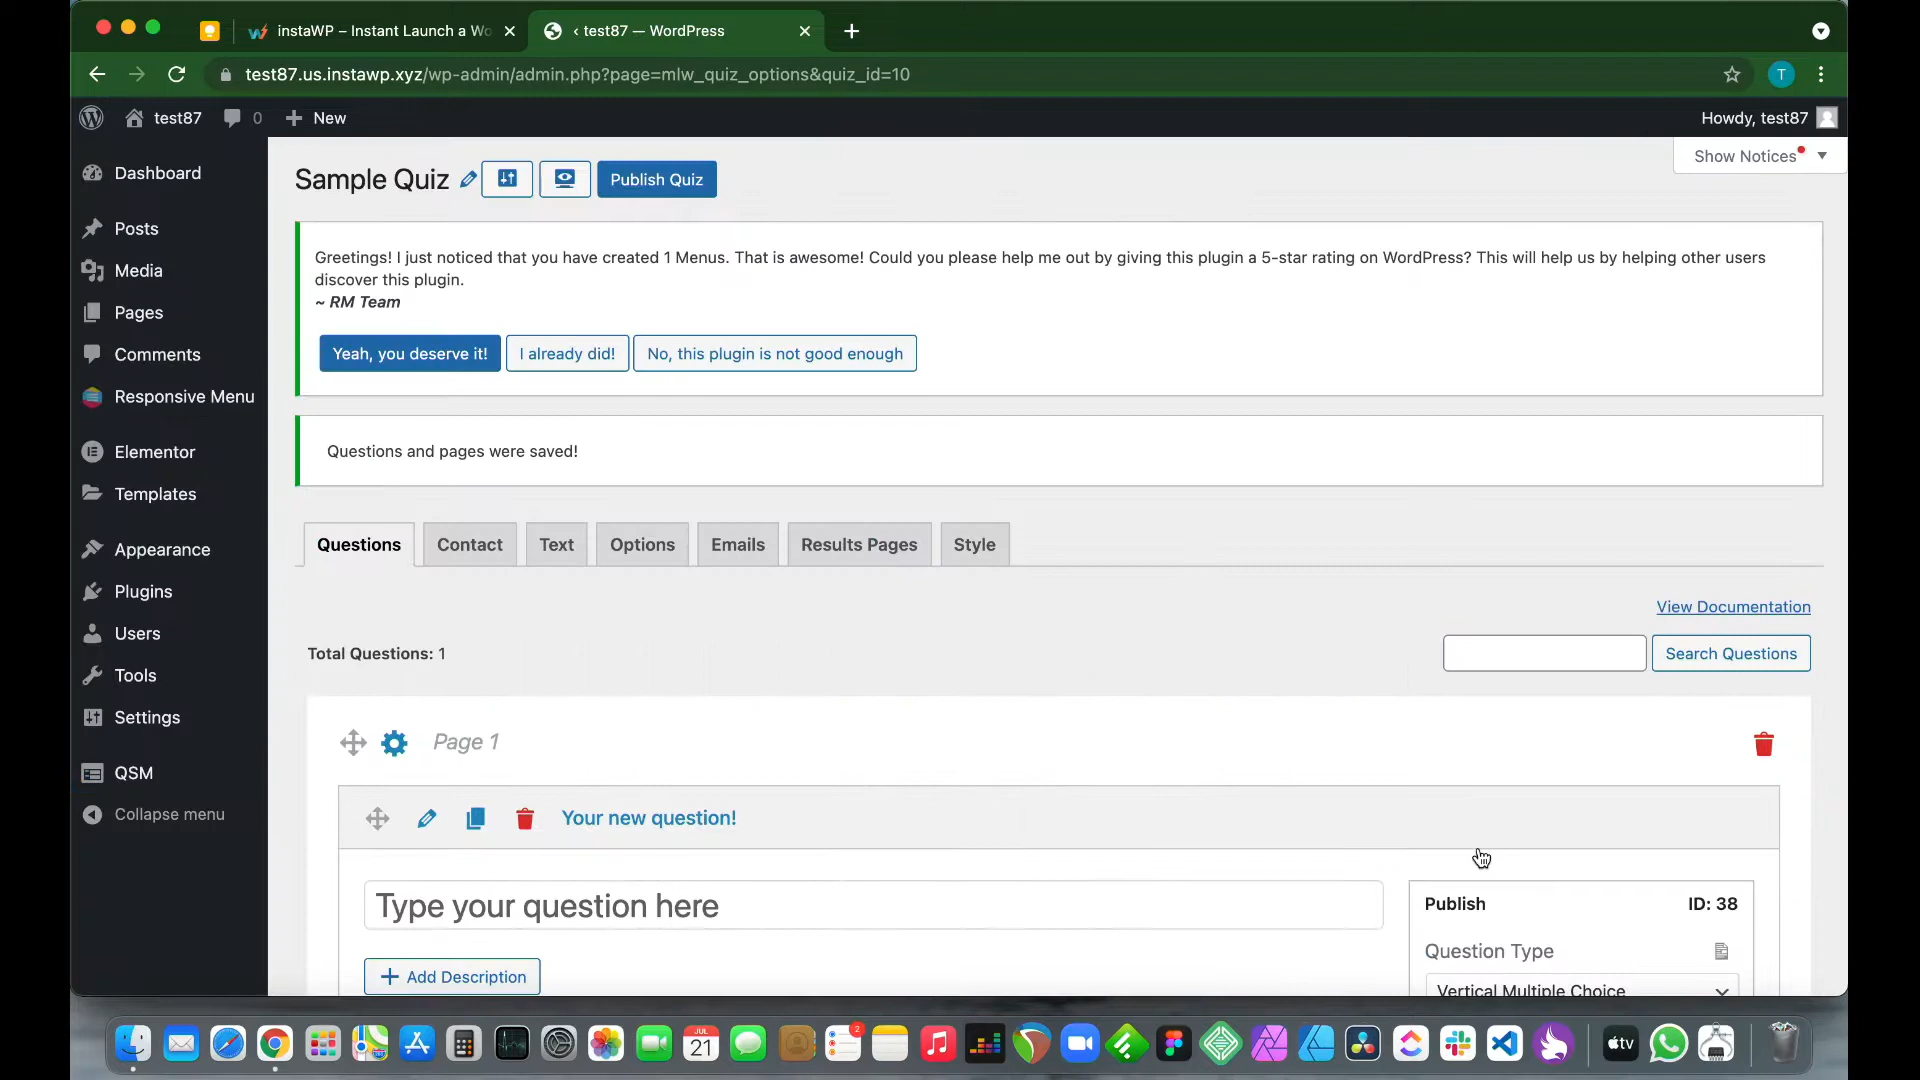 instaWP – Instant Launch a Wo
‹ test87 — WordPress
test87.us.instawp.xyz/wp-admin/admin.php?page=mlw_quiz_options&quiz_id=10
T
test87
0
New
Howdy, test87
Show Notices
Dashboard
Posts
Media
Pages
Comments
Responsive Menu
Elementor
Templates
Appearance
Plugins
Users
Tools
Settings
QSM
Collapse menu
Sample Quiz
Publish Quiz
Greetings! I just noticed that you have created 1 Menus. That is awesome! Could you please help me out by giving this plugin a 5-star rating on WordPress? This will help us by helping other users
discover this plugin.
~ RM Team
Yeah, you deserve it!
I already did!
No, this plugin is not good enough
Questions and pages were saved!
Questions
Contact
Text
Options
Emails
Results Pages
Style
View Documentation
Total Questions: 1
Search Questions
Page 1
Your new question!
Type your question here
Publish
ID: 38
Question Type
Add Description
Vertical Multiple Choice
JUL
21
2
tv